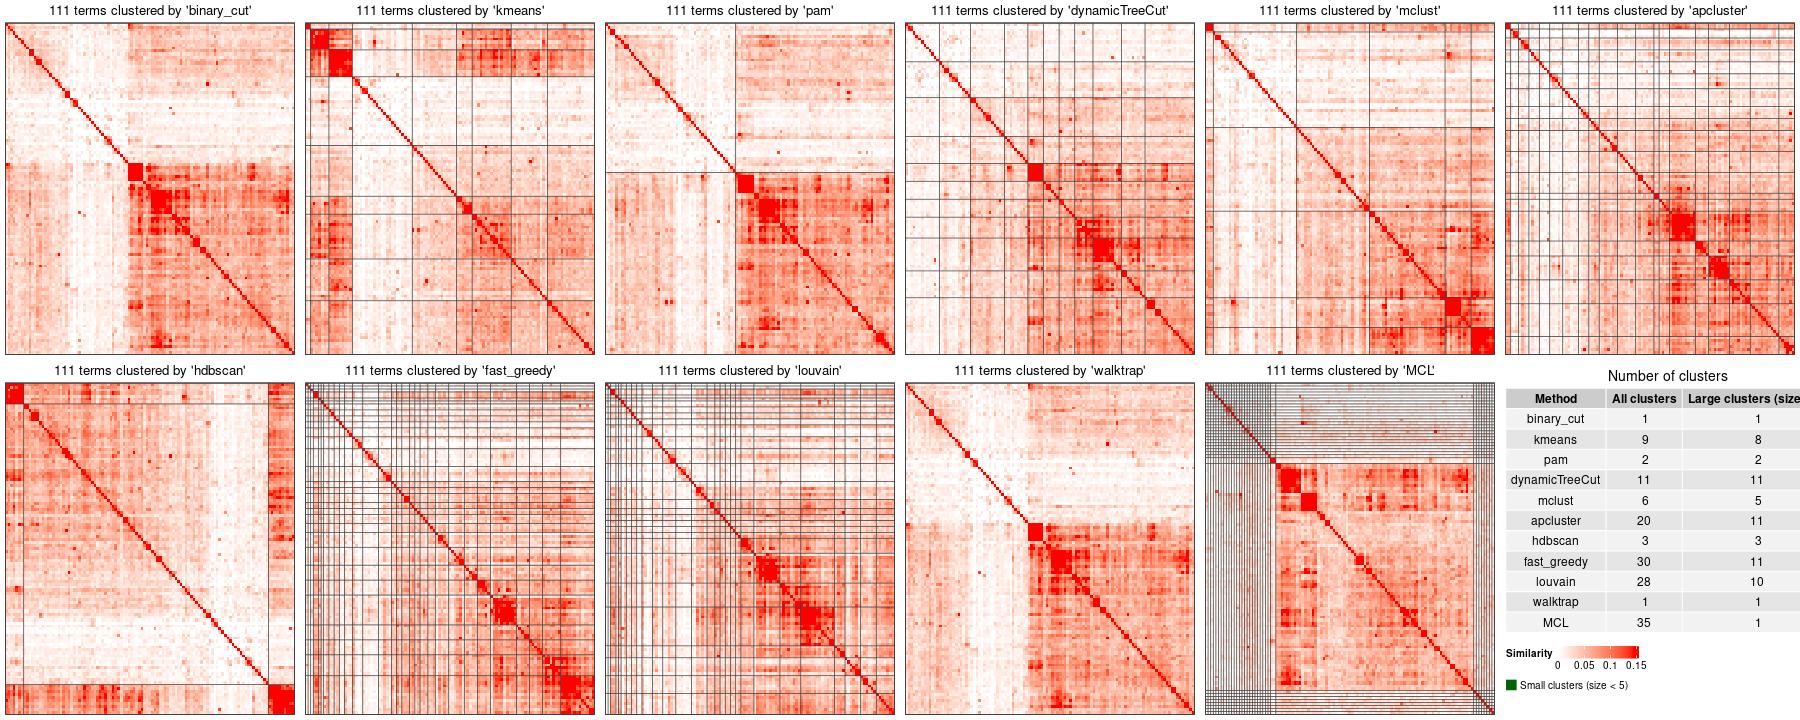 111 terms clustered by 'binary_cut'
111 terms clustered by 'kmeans'
111 terms clustered by 'pam'
111 terms clustered by 'dynamicTreeCut'
111 terms clustered by 'mclust'
111 terms clustered by 'apcluster'
111 terms clustered by 'hdbscan'
111 terms clustered by 'fast_greedy'
111 terms clustered by 'louvain'
111 terms clustered by 'walktrap'
111 terms clustered by 'MCL'
Number of clusters
Method All clusters Large clusters (size
binary_cut 1 1
kmeans 9 8
pam 2 2
dynamicTreeCut 11 11
mclust 6 5
apcluster 20 11
hdbscan 3 3
fast_greedy 30 11
louvain 28 10
walktrap 1 1
MCL 35 1
Similarity
0 0.05 0.1 0.15
Small clusters (size < 5)